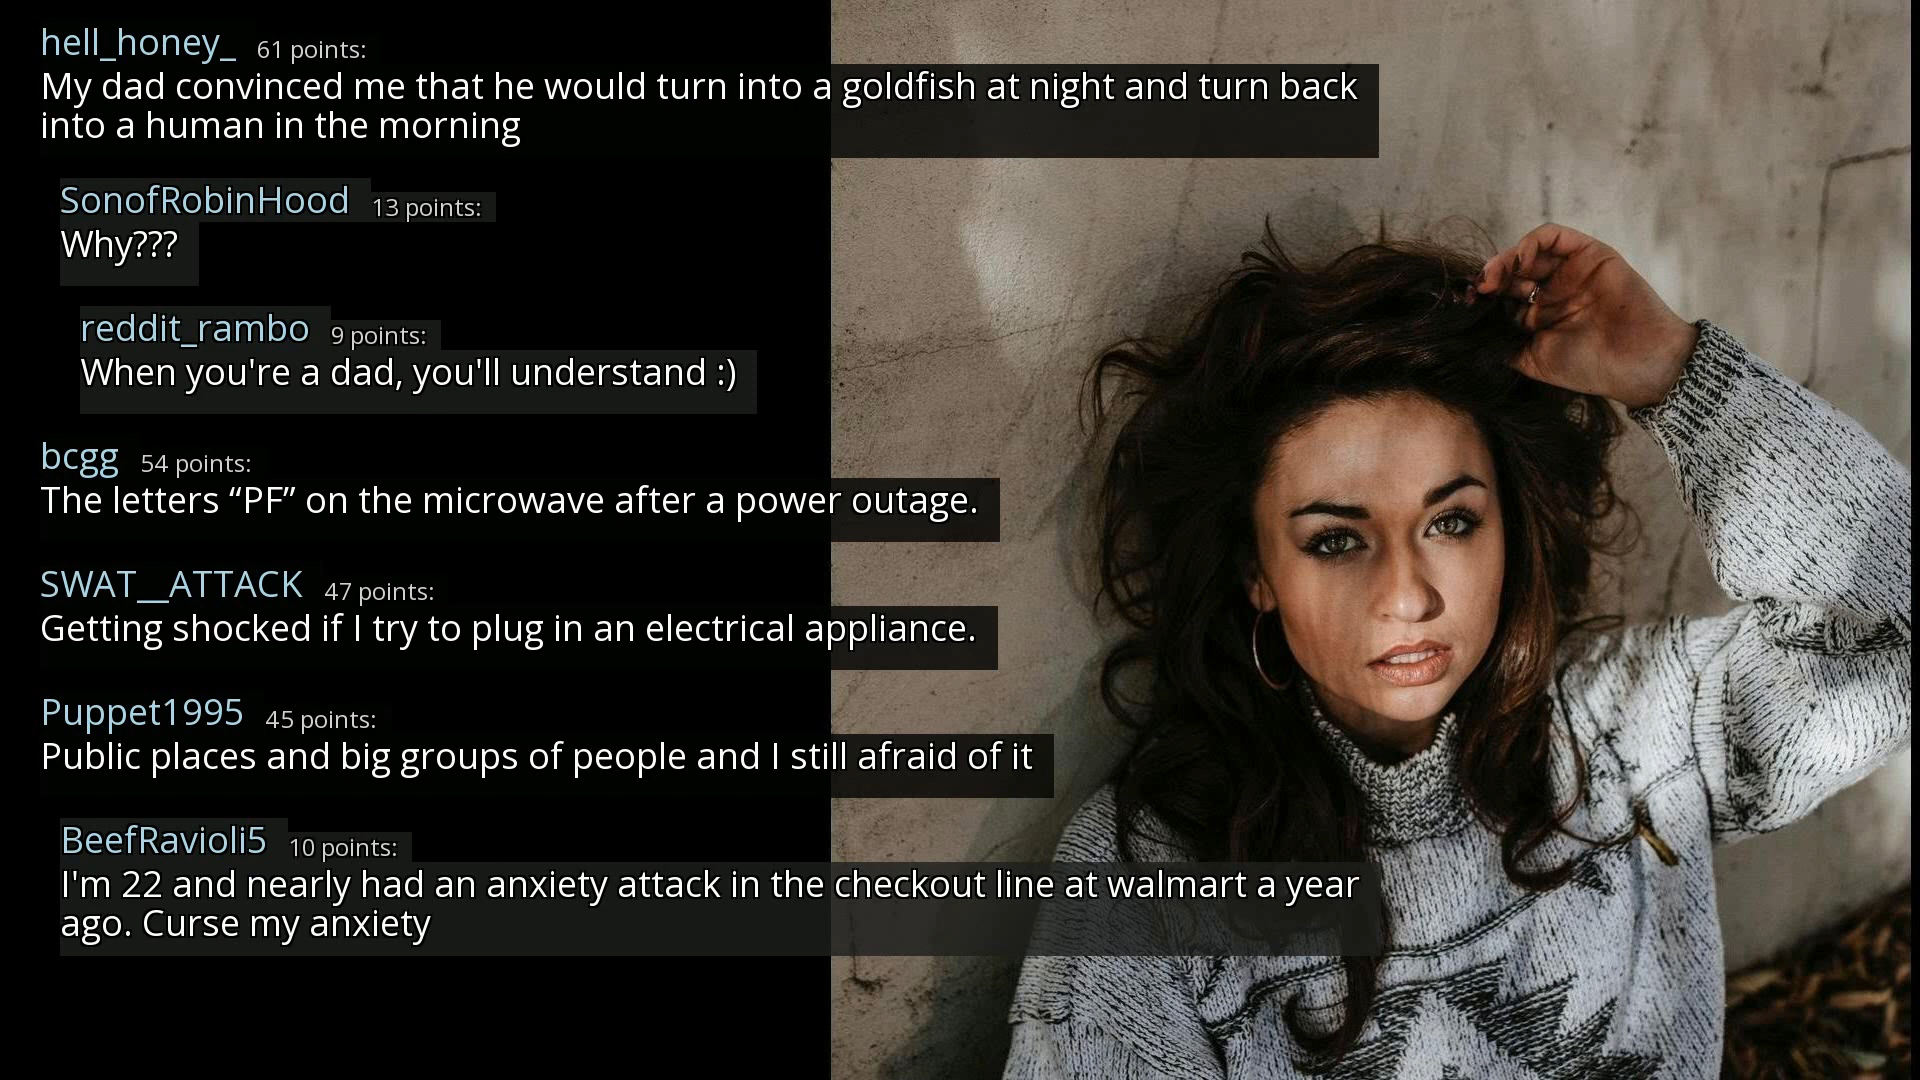 hell_honey_ 61 points:
My dad convinced me that he would turn into a goldfish at night and turn back
into a human in the morning
SonofRobinHood 13 points:
Why???
reddit_rambo 9 points:
When you're a dad, you'll understand :)
bcgg 54 points:
The letters “PF” on the microwave after a power outage.
SWAT__ATTACK 47 points:
Getting shocked if I try to plug in an electrical appliance.
Puppet1995 45 points:
Public places and big groups of people and I still afraid of it
BeefRavioli5 10 points:
I'm 22 and nearly had an anxiety attack in the checkout line at walmart a year
ago. Curse my anxiety